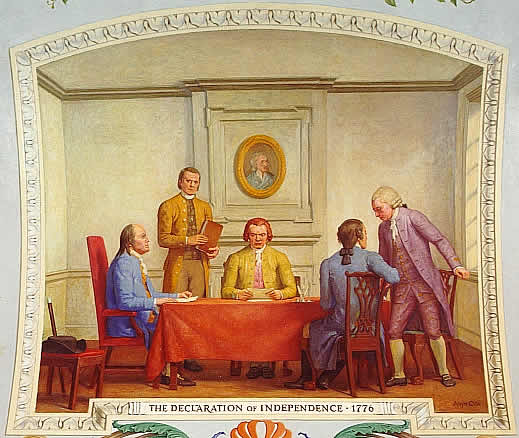 THE DECLARATION OF INDEPENDENCE · 1776